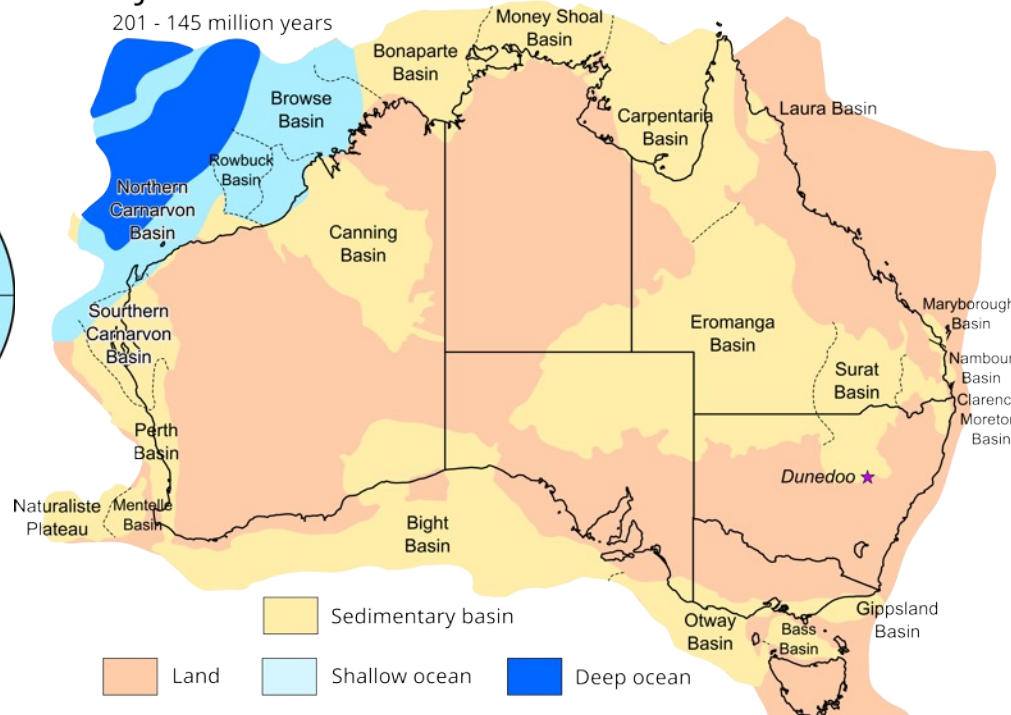 201 - 145 million years
Money Shoal
Basin
Bonaparte
Basin
Browse
Basin
Carpentaria
Basin
Laura Basin
Rowbuck
Basin
Northern
Carnarvon
Basin
Canning
Basin
Sourthern
Carnarvon
Basin
Eromanga
Basin
Maryborough
Basin
Surat
Basin
Nambour
Basin
Clarenc
Moreton
Basin
Perth
Basin
Dunedoo
Naturaliste
Plateau
Mentelle
Basin
Bight
Basin
Otway
Basin
Bass
Basin
Gippsland
Basin
Sedimentary basin
Land
Shallow ocean
Deep ocean